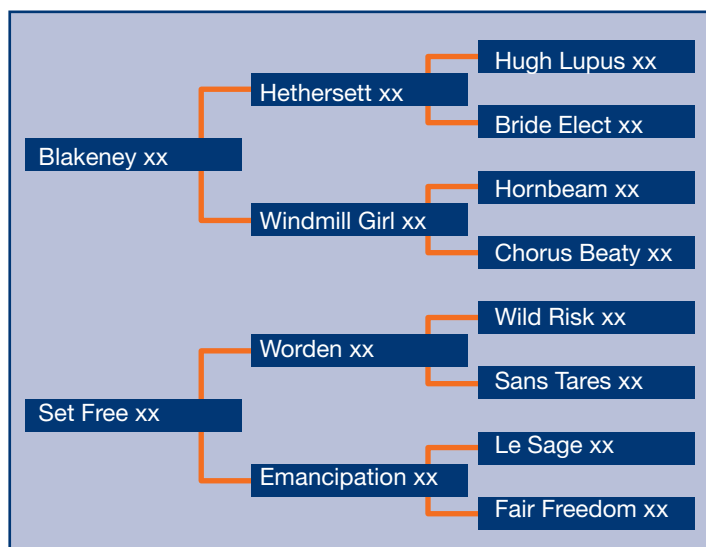 Hugh Lupus xx
Hethersett xx
Bride Elect xx
Blakeney xx
Hornbeam xx
Windmill Girl xx
Chorus Beaty xx
Wild Risk xx
Worden xx
Sans Tares xx
Set Free xx
Le Sage xx
Emancipation xx
Fair Freedom xx